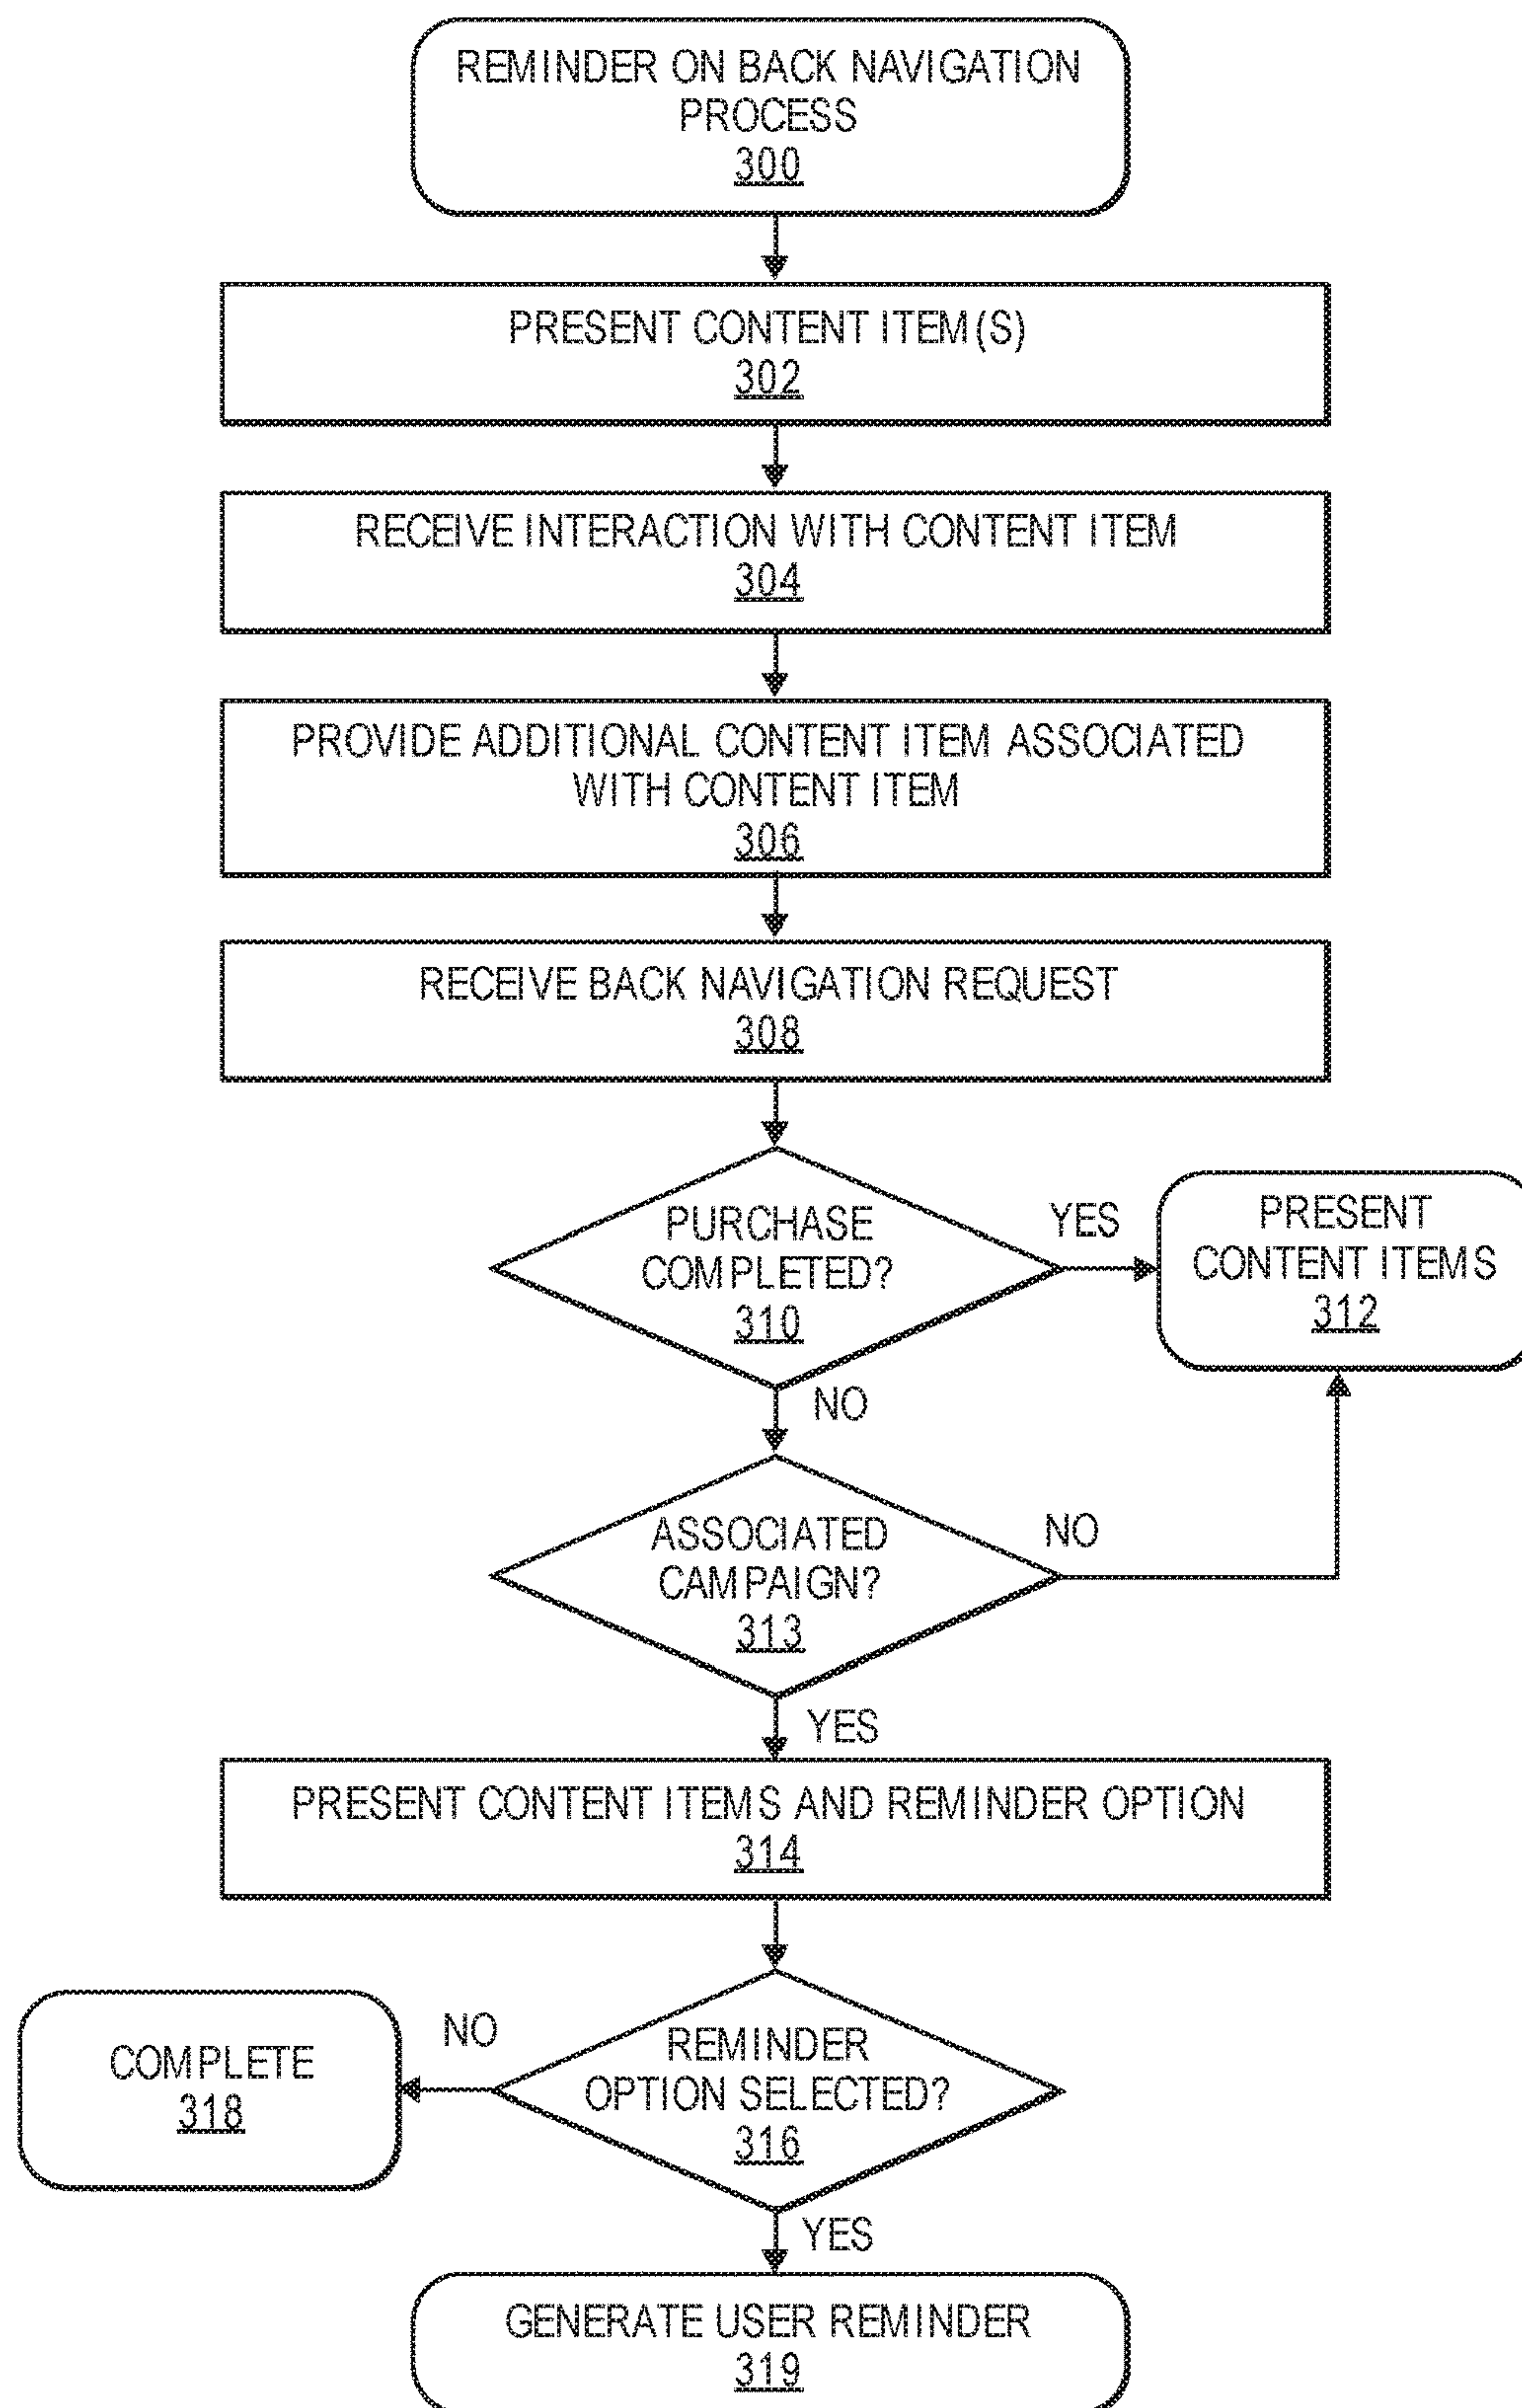 REMINDER ON BACK NAVIGATION
PROCESS
300
PRESENT CONTENT ITEM(S)
302
RECEIVE INTERACTION WITH CONTENT ITEM
304
PROVIDE ADDITIONAL CONTENT ITEM ASSOCIATED
WITH CONTENT ITEM
306
RECEIVE BACK NAVIGATION REQUEST
308
PURCHASE
COMPLETED?
310
YES
PRESENT
CONTENT ITEMS
312
NO
ASSOCIATED
CAMPAIGN?
313
NO
YES
PRESENT CONTENT ITEMS AND REMINDER OPTION
314
REMINDER
OPTION SELECTED?
316
NO
COMPLETE
318
YES
GENERATE USER REMINDER
319